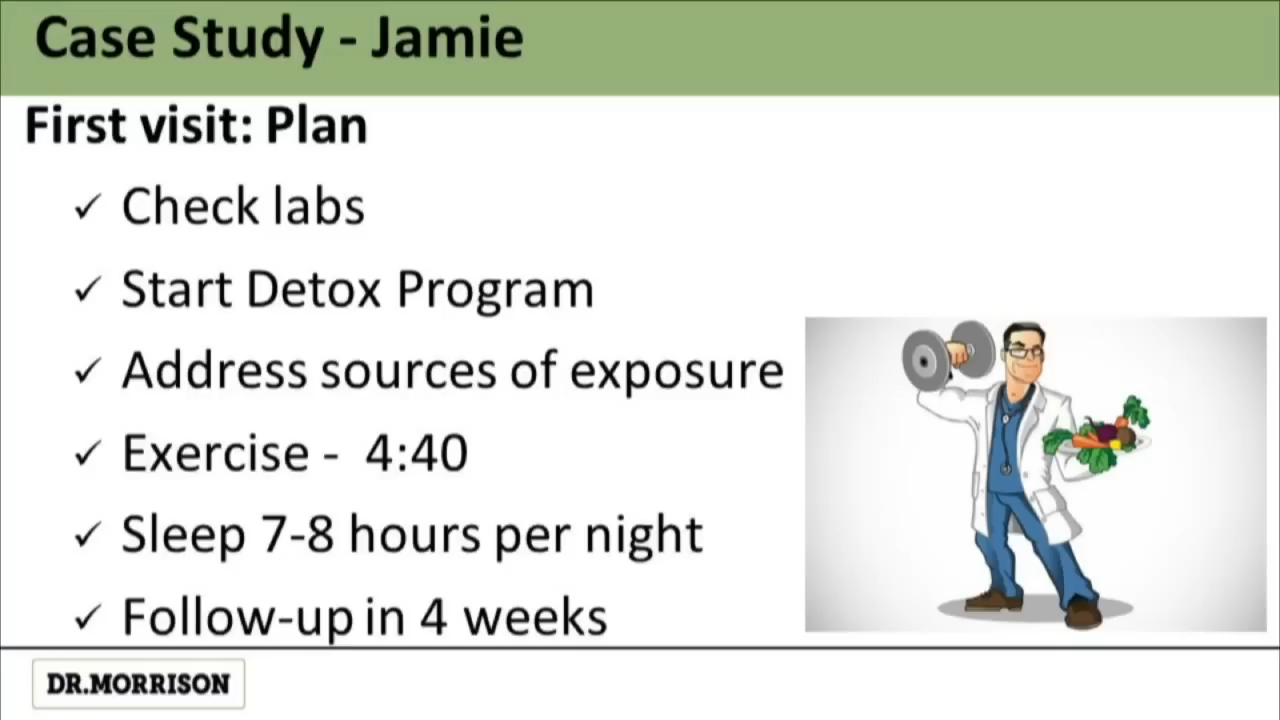 Case Study - Jamie
First visit: Plan
✓ Check labs
✓ Start Detox Program
✓ Address sources of exposure
✓ Exercise - 4:40
✓ Sleep 7-8 hours per night
✓ Follow-up in 4 weeks
DR.MORRISON